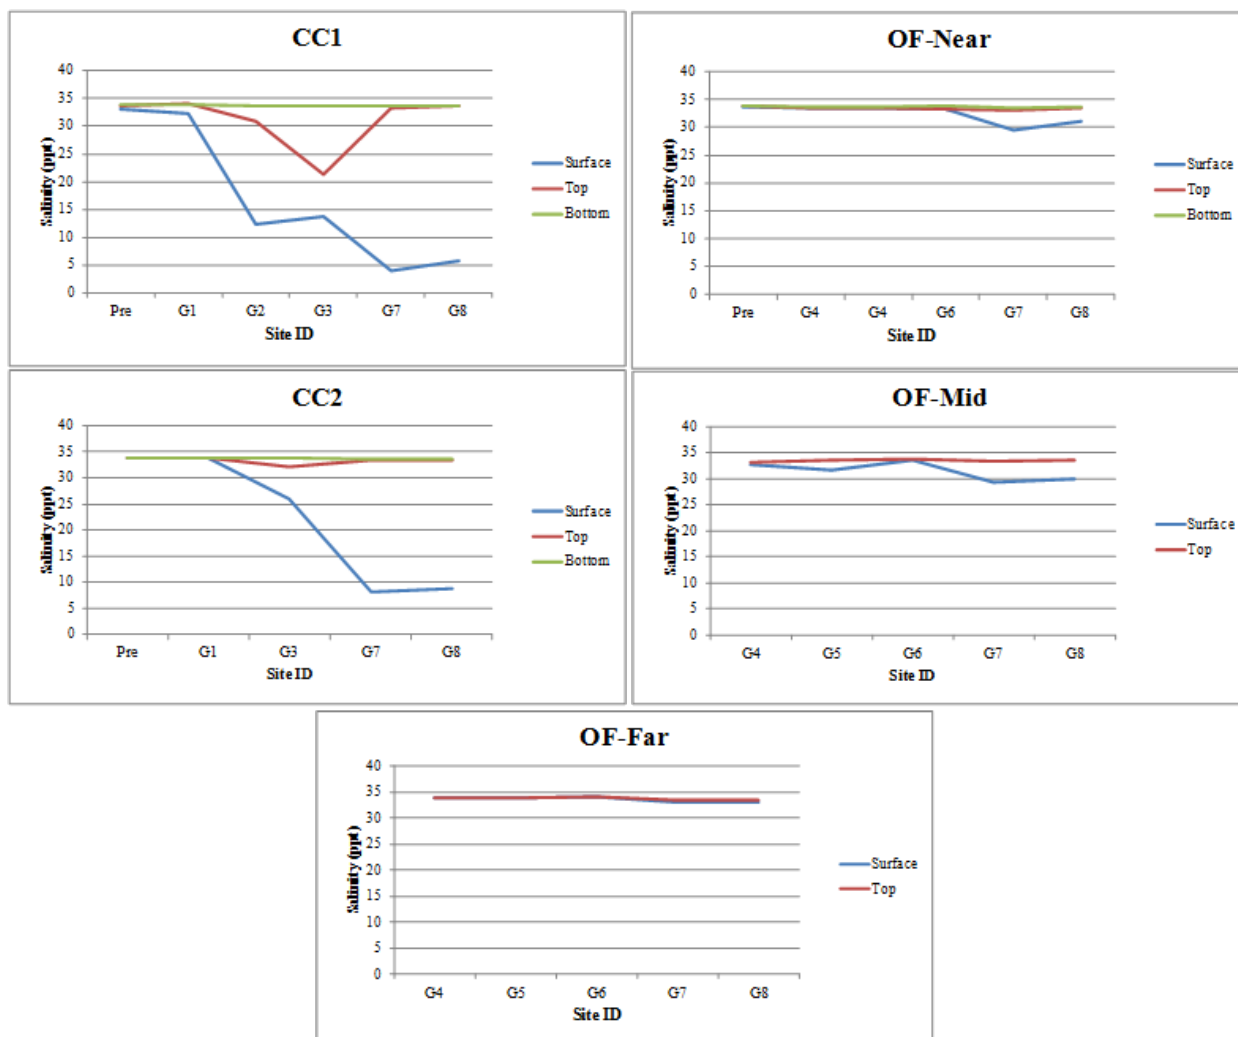 CC1
40
35
30
25
20
15
10
5
0
Salinity (ppt)
Pre G1 G2 G3 G7 G8
Site ID
Surface
Top
Bottom
OF-Near
40
35
30
25
20
15
10
5
0
Salinity (ppt)
Pre G4 G4 G6 G7 G8
Site ID
Surface
Top
Bottom
CC2
40
35
30
25
20
15
10
5
0
Salinity (ppt)
Pre G1 G3 G7 G8
Site ID
Surface
Top
Bottom
OF-Mid
40
35
30
25
20
15
10
5
0
Salinity (ppt)
G4 G5 G6 G7 G8
Site ID
Surface
Top
OF-Far
40
35
30
25
20
15
10
5
0
Salinity (ppt)
G4 G5 G6 G7 G8
Site ID
Surface
Top